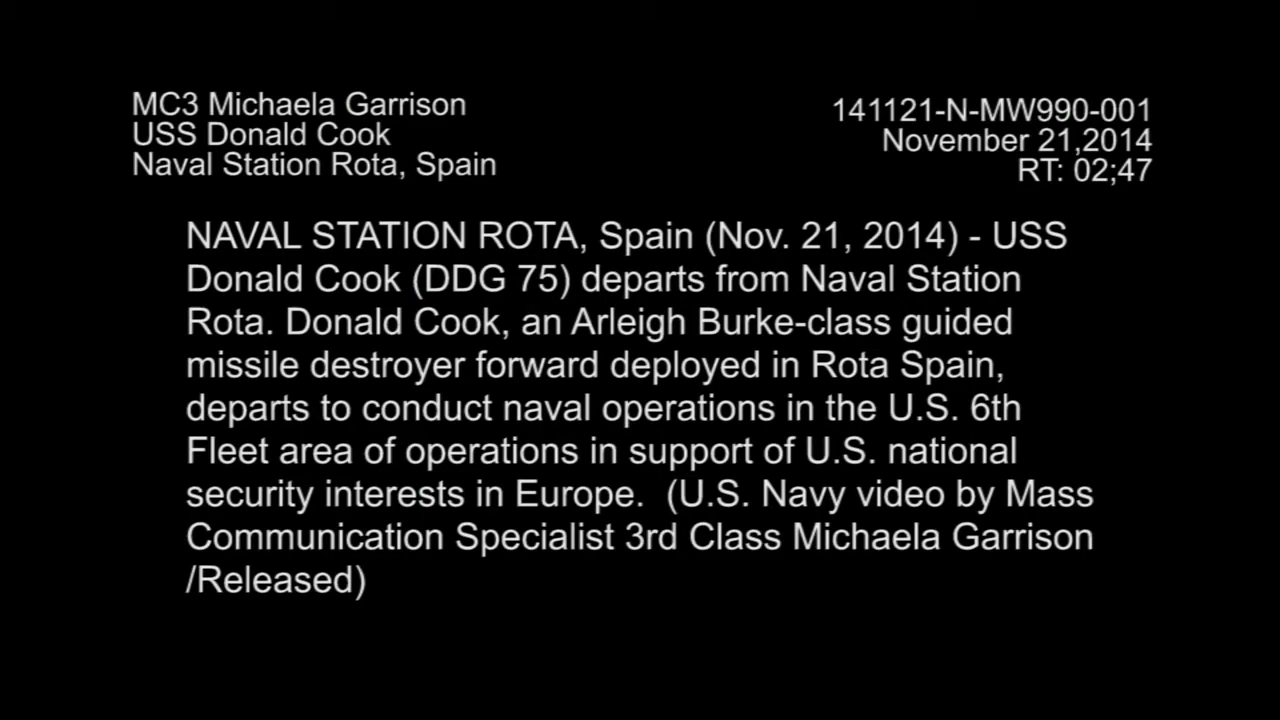 MC3 Michaela Garrison
USS Donald Cook
Naval Station Rota, Spain
141121-N-MW990-001
November 21,2014
RT: 02;47
NAVAL STATION ROTA, Spain (Nov. 21, 2014) - USS
Donald Cook (DDG 75) departs from Naval Station
Rota. Donald Cook, an Arleigh Burke-class guided
missile destroyer forward deployed in Rota Spain,
departs to conduct naval operations in the U.S. 6th
Fleet area of operations in support of U.S. national
security interests in Europe.  (U.S. Navy video by Mass
Communication Specialist 3rd Class Michaela Garrison
/Released)